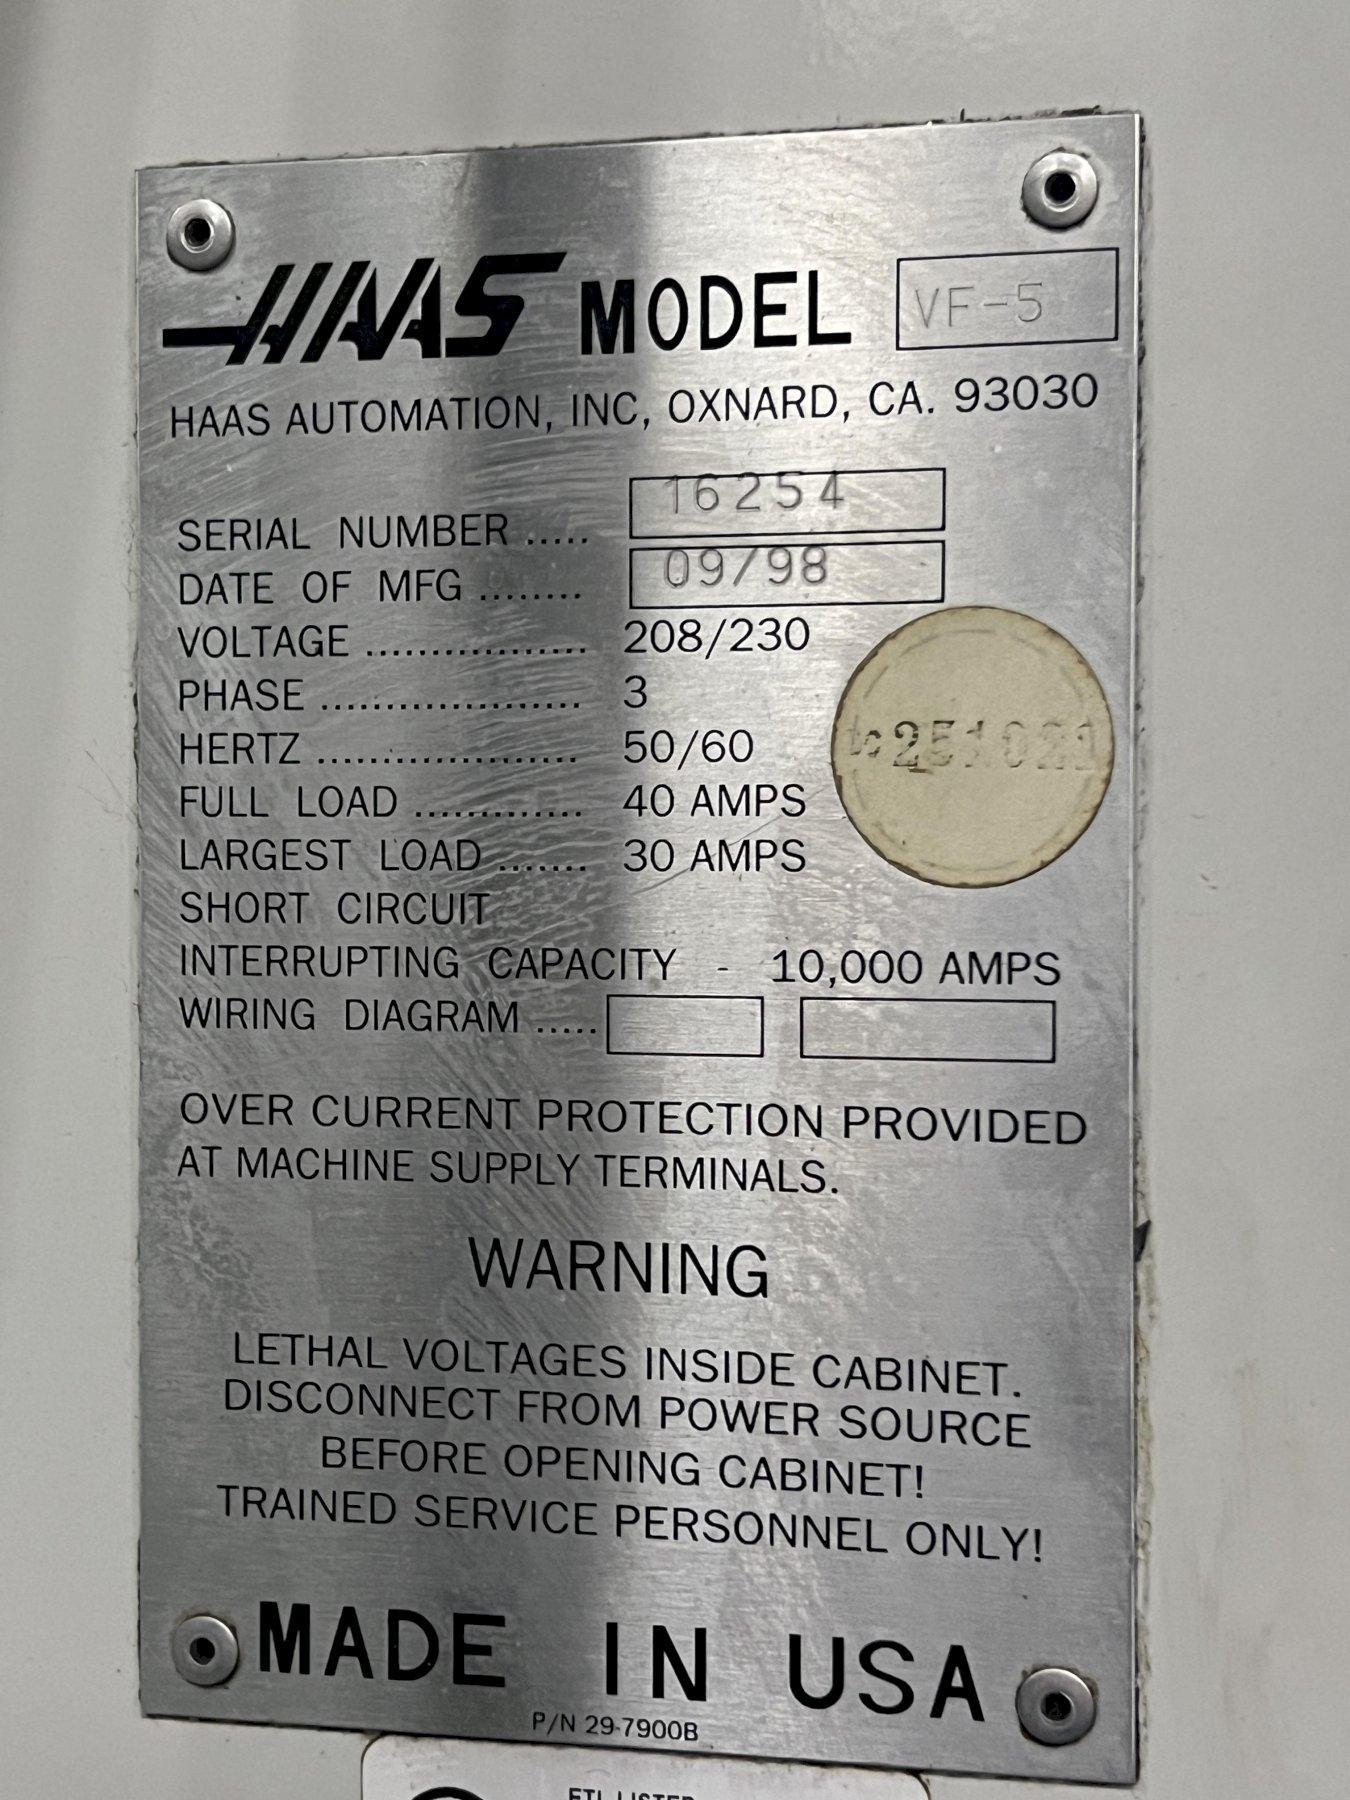 HAAS MODEL VF-5
HAAS AUTOMATION, INC, OXNARD, CA. 93030
SERIAL NUMBER ..... 16254
DATE OF MFG ........ 09/98
VOLTAGE ................. 208/230
PHASE .................... 3
HERTZ .................... 50/60
FULL LOAD ............. 40 AMPS
LARGEST LOAD ....... 30 AMPS
SHORT CIRCUIT
INTERRUPTING CAPACITY - 10,000 AMPS
WIRING DIAGRAM .....
251021
OVER CURRENT PROTECTION PROVIDED
AT MACHINE SUPPLY TERMINALS.
WARNING
LETHAL VOLTAGES INSIDE CABINET.
DISCONNECT FROM POWER SOURCE
BEFORE OPENING CABINET!
TRAINED SERVICE PERSONNEL ONLY!
MADE IN USA
P/N 29-7900B
ETL LISTED